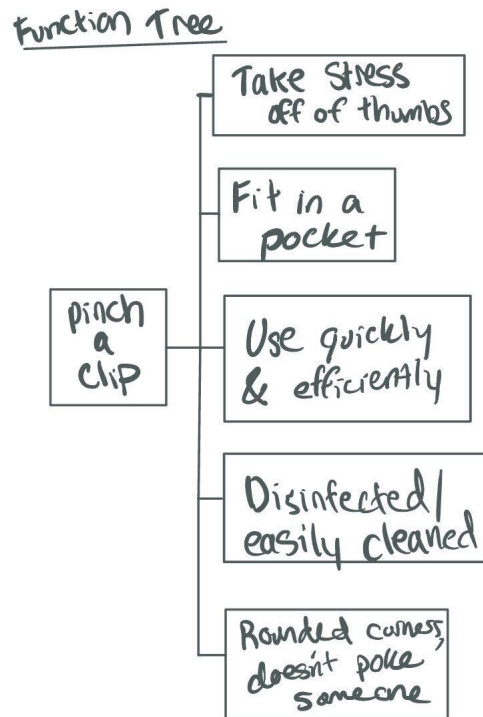 Function Tree
Take Stress
off of thumbs
Fit in a
pocket
pinch
a
clip
Use quickly
& efficiently
Disinfected/
easily cleaned
Rounded corners,
doesn't poke
someone